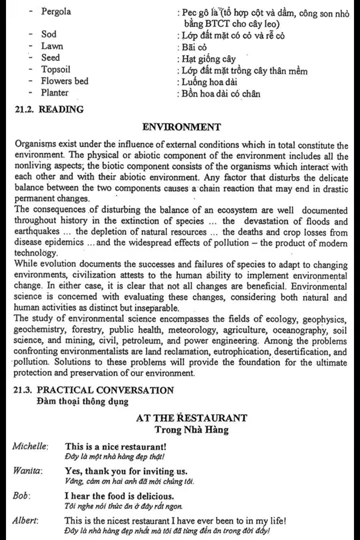 - Pergola : Pec gô la (tổ hợp cột và dầm, công son nhỏ
bằng BTCT cho cây leo)
- Sod : Lớp đất mặt có cỏ và rễ cỏ
- Lawn : Bãi cỏ
- Seed : Hạt giống cây
- Topsoil : Lớp đất mặt trồng cây thân mềm
- Flowers bed : Luống hoa dài
- Planter : Bồn hoa dài có chân
21.2. READING
ENVIRONMENT
Organisms exist under the influence of external conditions which in total constitute the
environment. The physical or abiotic component of the environment includes all the
nonliving aspects; the biotic component consists of the organisms which interact with
each other and with their abiotic environment. Any factor that disturbs the delicate
balance between the two components causes a chain reaction that may end in drastic
permanent changes.
The consequences of disturbing the balance of an ecosystem are well documented
throughout history in the extinction of species ... the devastation of floods and
earthquakes ... the depletion of natural resources ... the deaths and crop losses from
disease epidemics ... and the widespread effects of pollution – the product of modern
technology.
While evolution documents the successes and failures of species to adapt to changing
environments, civilization attests to the human ability to implement environmental
change. In either case, it is clear that not all changes are beneficial. Environmental
science is concerned with evaluating these changes, considering both natural and
human activities as distinct but inseparable.
The study of environmental science encompasses the fields of ecology, geophysics,
geochemistry, forestry, public health, meteorology, agriculture, oceanography, soil
science, and mining, civil, petroleum, and power engineering. Among the problems
confronting environmentalists are land reclamation, eutrophication, desertification, and
pollution. Solutions to these problems will provide the foundation for the ultimate
protection and preservation of our environment.
21.3. PRACTICAL CONVERSATION
Đàm thoại thông dụng
AT THE RESTAURANT
Trong Nhà Hàng
Michelle: This is a nice restaurant!
Đây là một nhà hàng đẹp thật!
Wanita: Yes, thank you for inviting us.
Vâng, cám ơn hai anh đã mời chúng tôi.
Bob: I hear the food is delicious.
Tôi nghe nói thức ăn ở đây rất ngon.
Albert: This is the nicest restaurant I have ever been to in my life!
Đây là nhà hàng đẹp nhất mà tôi đã từng đến ăn trong đời đấy!